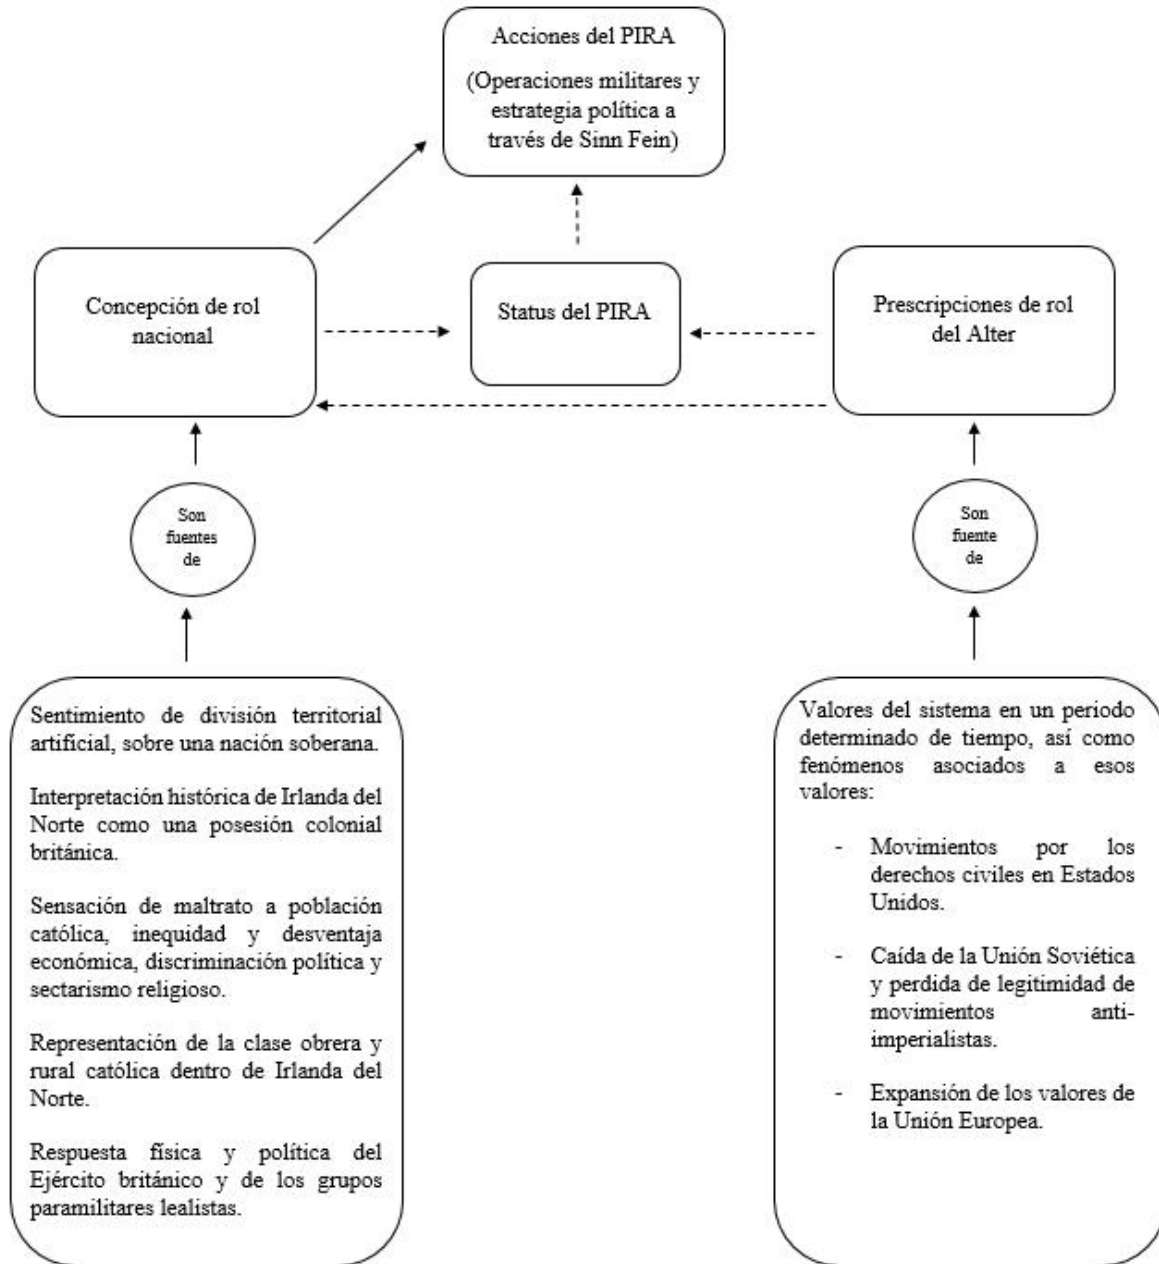 Acciones del PIRA
(Operaciones militares y
estrategia política a
través de Sinn Fein)
Concepción de rol
nacional
Status del PIRA
Prescripciones de rol
del Alter
Son
fuentes
de
Son
fuente
de
Sentimiento de división territorial
artificial, sobre una nación soberana.
Interpretación histórica de Irlanda del
Norte como una posesión colonial
británica.
Sensación de maltrato a población
católica, inequidad y desventaja
económica, discriminación política y
sectarismo religioso.
Representación de la clase obrera y
rural católica dentro de Irlanda del
Norte.
Respuesta física y política del
Ejército británico y de los grupos
paramilitares lealistas.
Valores del sistema en un periodo
determinado de tiempo, así como
fenómenos asociados a esos
valores:
- Movimientos por los
derechos civiles en Estados
Unidos.
- Caída de la Unión Soviética
y perdida de legitimidad de
movimientos anti-
imperialistas.
- Expansión de los valores de
la Unión Europea.